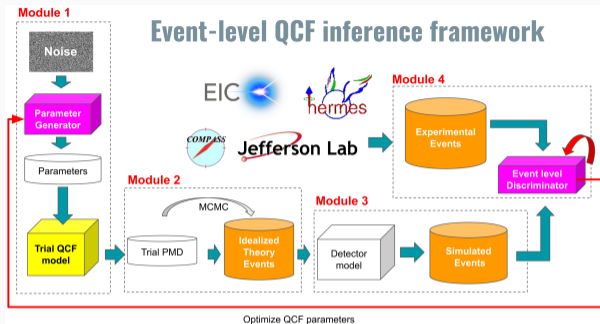 Module 1
Event-level QCF inference framework
Noise
Parameter
Generator
Parameters
Trial QCF
model
EIC
hermes
COMPASS
Jefferson Lab
Module 4
Experimental
Events
Event level
Discriminator
Module 2
MCMC
Trial PMD
Idealized
Theory
Events
Module 3
Detector
model
Simulated
Events
Optimize QCF parameters